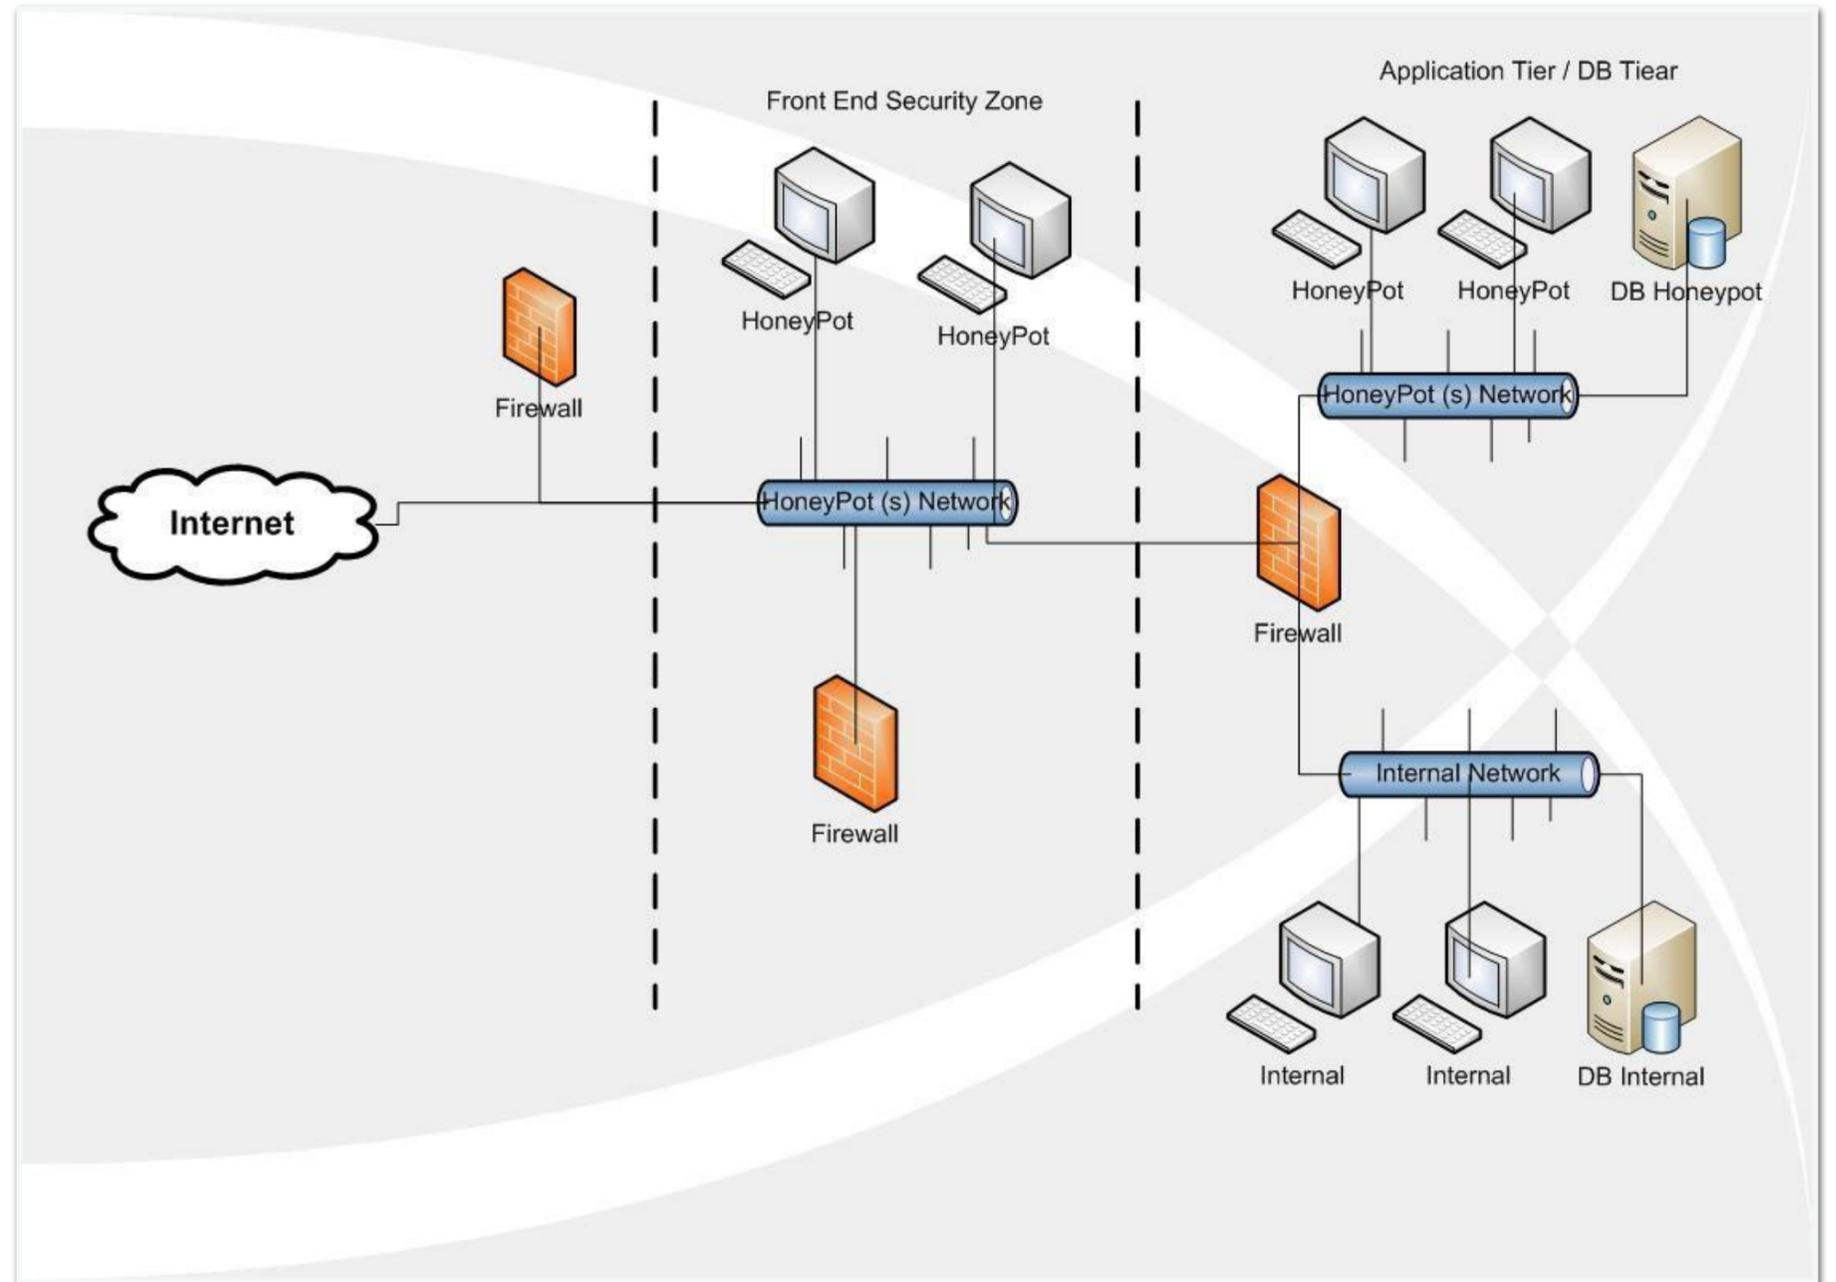 Application Tier / DB Tiear
Front End Security Zone
HoneyPot
HoneyPot
DB Honeypot
HoneyPot
HoneyPot
HoneyPot (s) Network
Firewall
HoneyPot (s) Network
Internet
Firewall
Internal Network
Firewall
Internal
Internal
DB Internal